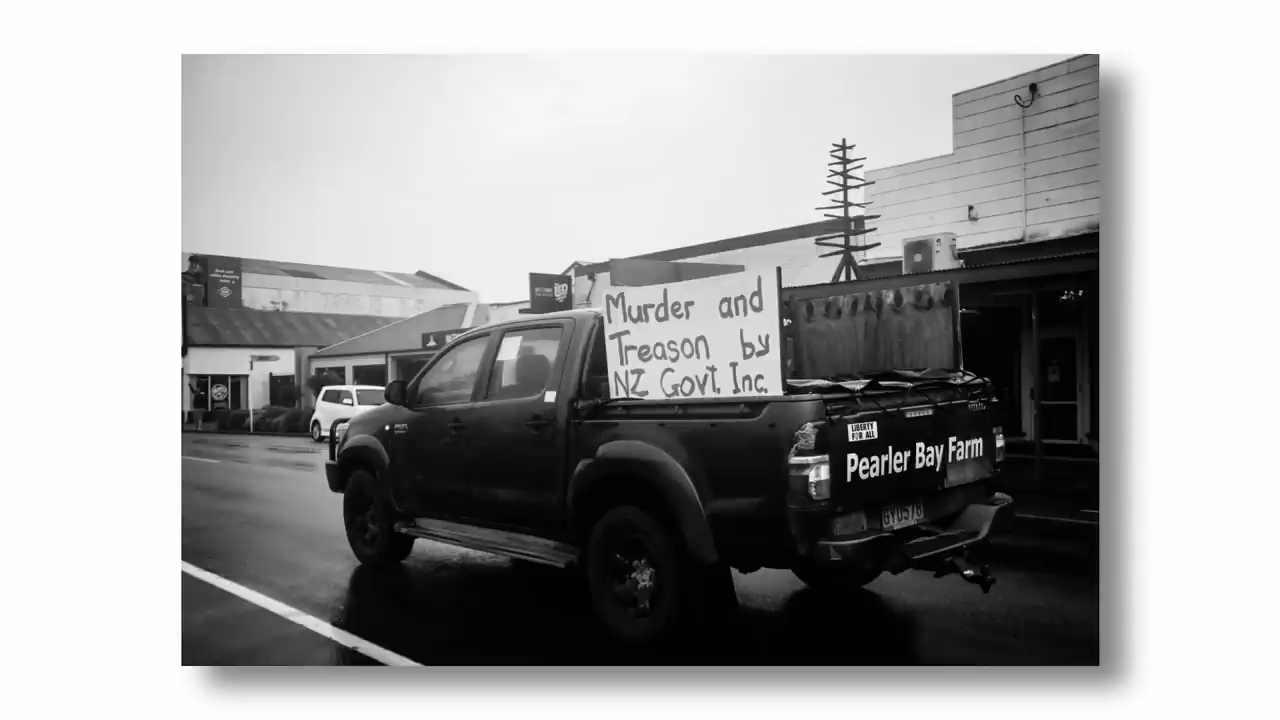 Murder and
Treason by
NZ Govt. Inc.
LIBERTY
FOR ALL
Pearler Bay Farm